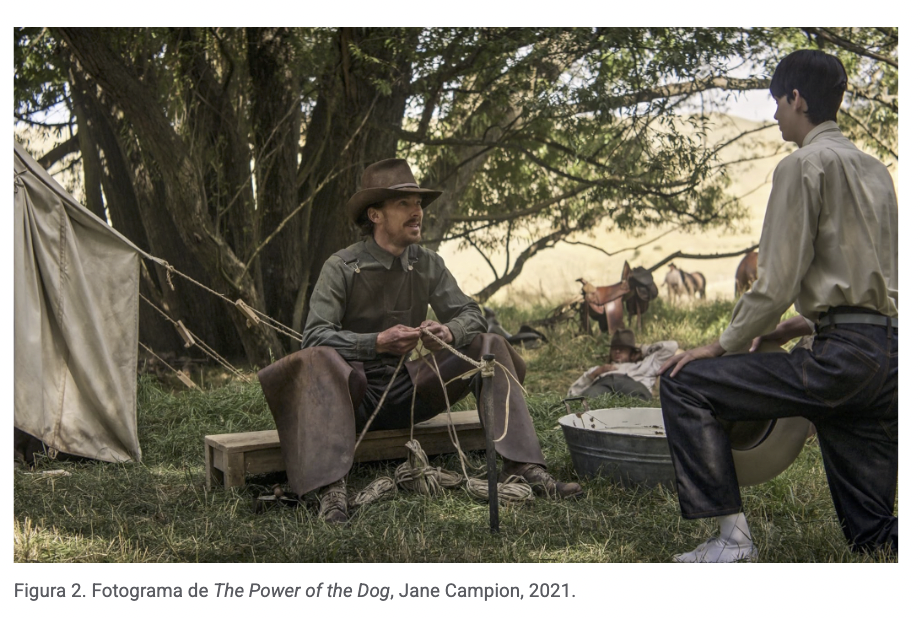 Figura 2. Fotograma de The Power of the Dog, Jane Campion, 2021.